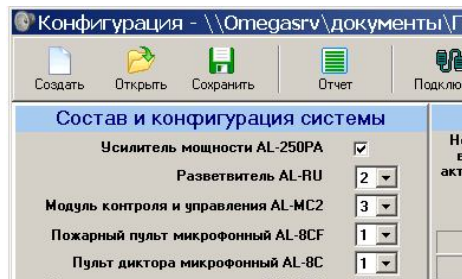 Конфигурация - \\Omegasrv\документы\П
Создать Открыть Сохранить Отчет
Состав и конфигурация системы
Усилитель мощности AL-250PA
Разветвитель AL-RU 2
Модуль контроля и управления AL-MC2 3
Пожарный пульт микрофонный AL-8CF 1
Пульт диктора микрофонный AL-8C 1